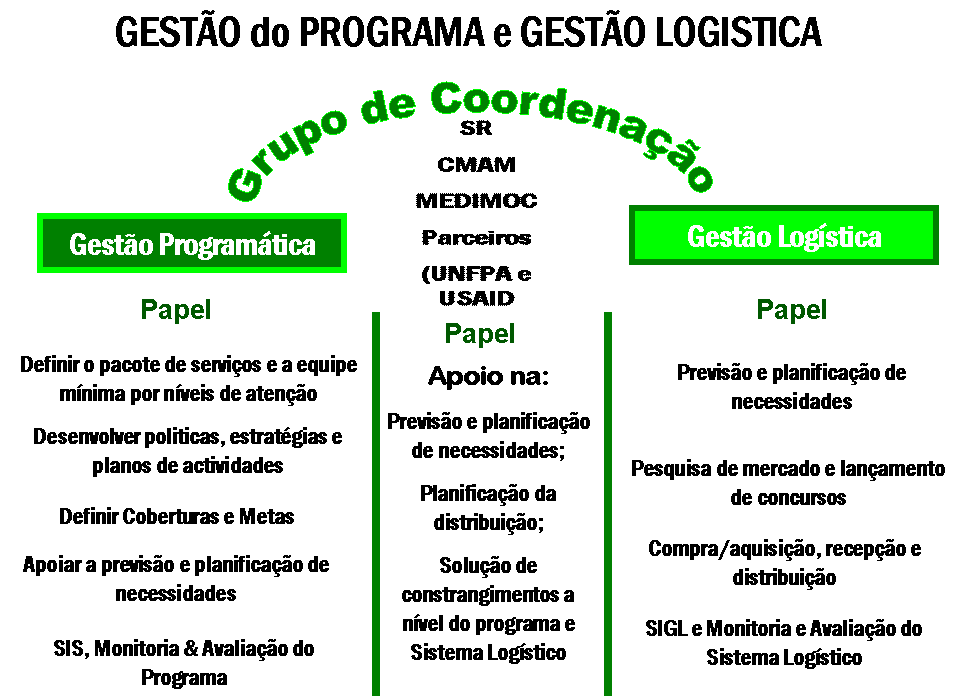 GESTÃO do PROGRAMA e GESTÃO LOGISTICA
Grupo de Coordenação
SR
CMAM
MEDIMOC
Parceiros
(UNFPA e
USAID
Gestão Programática
Papel
Definir o pacote de serviços e a equipe
mínima por níveis de atenção
Desenvolver politicas, estratégias e
planos de actividades
Definir Coberturas e Metas
Apoiar a previsão e planificação de
necessidades
SIS, Monitoria & Avaliação do
Programa
Papel
Apoio na:
Previsão e planificação
de necessidades;
Planificação da
distribuição;
Solução de
constrangimentos a
nível do programa e
Sistema Logístico
Gestão Logística
Papel
Previsão e planificação de
necessidades
Pesquisa de mercado e lançamento
de concursos
Compra/aquisição, recepção e
distribuição
SIGL e Monitoria e Avaliação do
Sistema Logístico